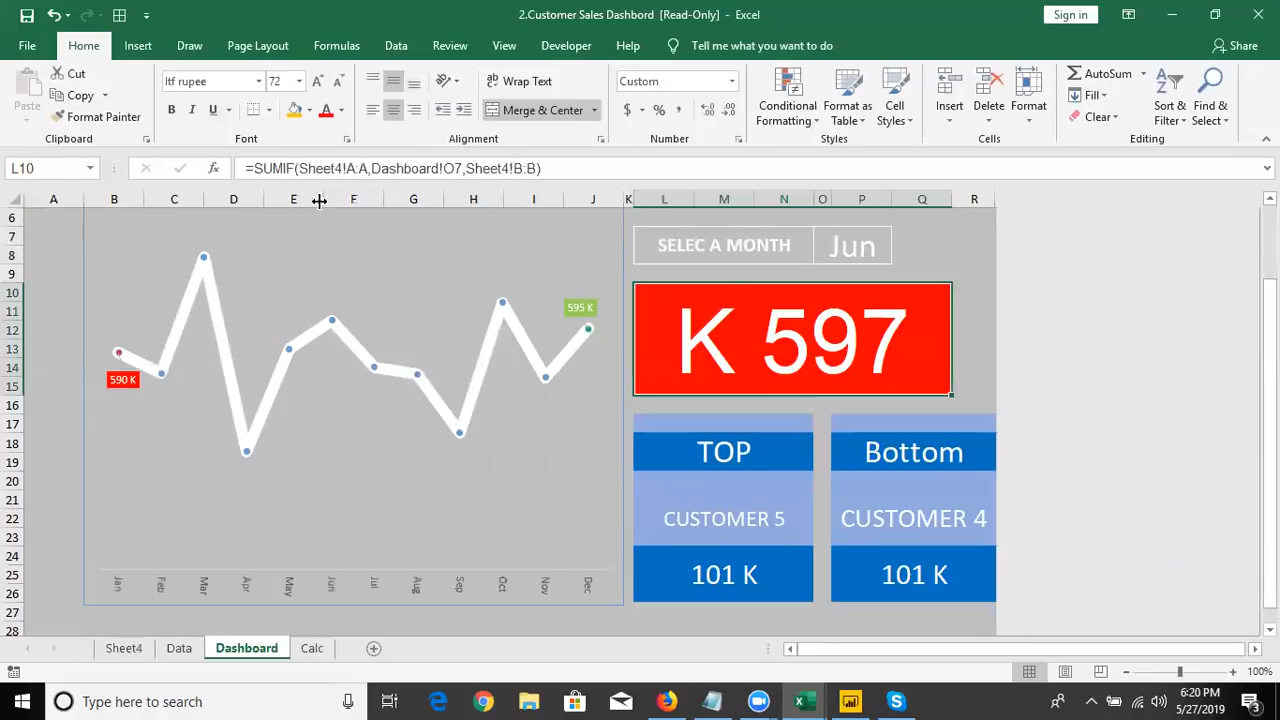 2.Customer Sales Dashbord [Read-Only] - Excel
Sign in
File Home Insert Draw Page Layout Formulas Data Review View Developer Help Tell me what you want to do Share
Paste
Cut
Copy
Format Painter
Clipboard
Itf rupee 72
B I U
Font
Wrap Text
Merge & Center
Alignment
Custom
$ % ,
Number
Conditional Formatting
Format as Table
Cell Styles
Styles
Insert
Delete
Format
Cells
AutoSum
Fill
Clear
Sort & Filter
Find & Select
Editing
L10
fx
=SUMIF(Sheet4!A:A,Dashboard!O7,Sheet4!B:B)
A B C D E F G H I J K L M N O P Q R
6
7
8
9
10
11
12
13
14
15
16
17
18
19
20
21
22
23
24
25
26
27
28
590 K
595 K
Jan Feb Mar Apr May Jun Jul Aug Sep Oct Nov Dec
SELEC A MONTH Jun
K 597
TOP Bottom
CUSTOMER 5 CUSTOMER 4
101 K 101 K
Sheet4 Data Dashboard Calc
100%
Type here to search
6:20 PM
5/27/2019
3